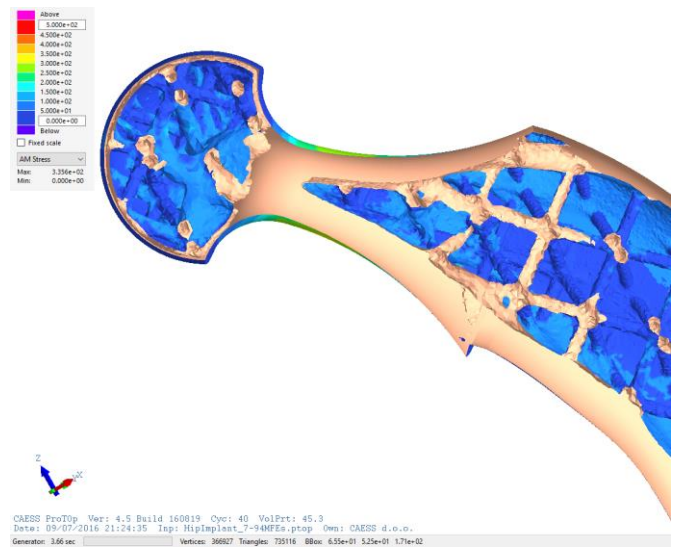 Above
5.000e+02
4.500e+02
4.000e+02
3.500e+02
3.000e+02
2.500e+02
2.000e+02
1.500e+02
1.000e+02
5.000e+01
0.000e+00
Below
Fixed scale
AM Stress
Max: 3.356e+02
Min: 0.000e+00
Z
X
CAESS ProTOp Ver: 4.5 Build 160819 Cyc: 40 VolPrt: 45.3
Date: 09/07/2016 21:24:35 Inp: HipImplant_7-94MFEs.ptop Own: CAESS d.o.o.
Generator: 3.66 sec Vertices: 366927 Triangles: 735116 BBox: 6.55e+01 5.25e+01 1.71e+02